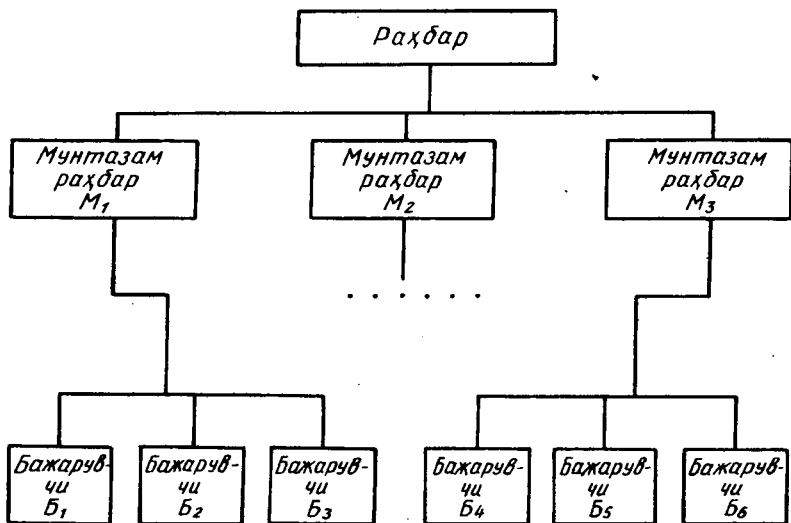 Раҳбар
Мунтазам
раҳбар
М₁
Мунтазам
раҳбар
М₂
Мунтазам
раҳбар
М₃
. . . . . .
Бажарув-
чи
Б₁
Бажарув-
чи
Б₂
Бажарув-
чи
Б₃
Бажарув-
чи
Б₄
Бажарув-
чи
Б₅
Бажарув-
чи
Б₆